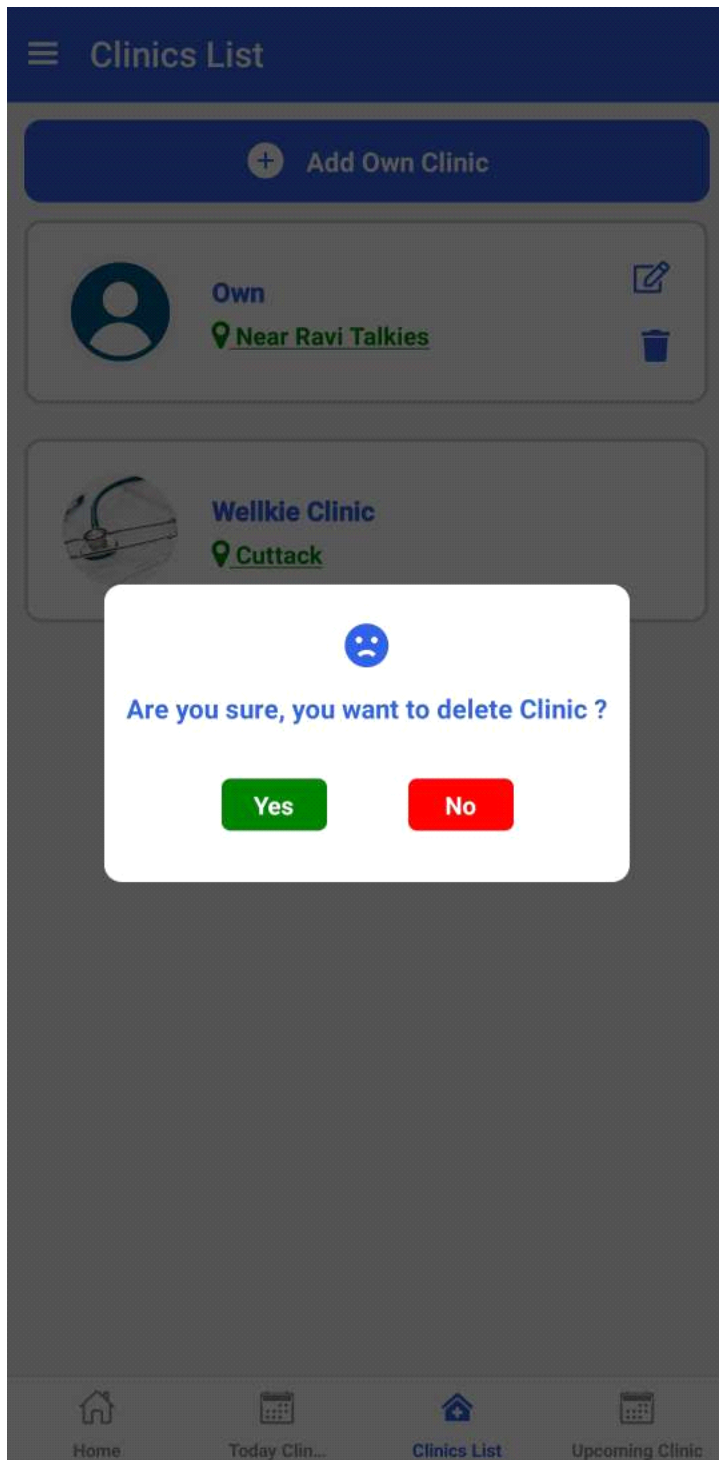 Clinics List
Add Own Clinic
Own
Near Ravi Talkies
Wellkie Clinic
Cuttack
Are you sure, you want to delete Clinic ?
Yes No
Home Today Clin... Clinics List Upcoming Clinic